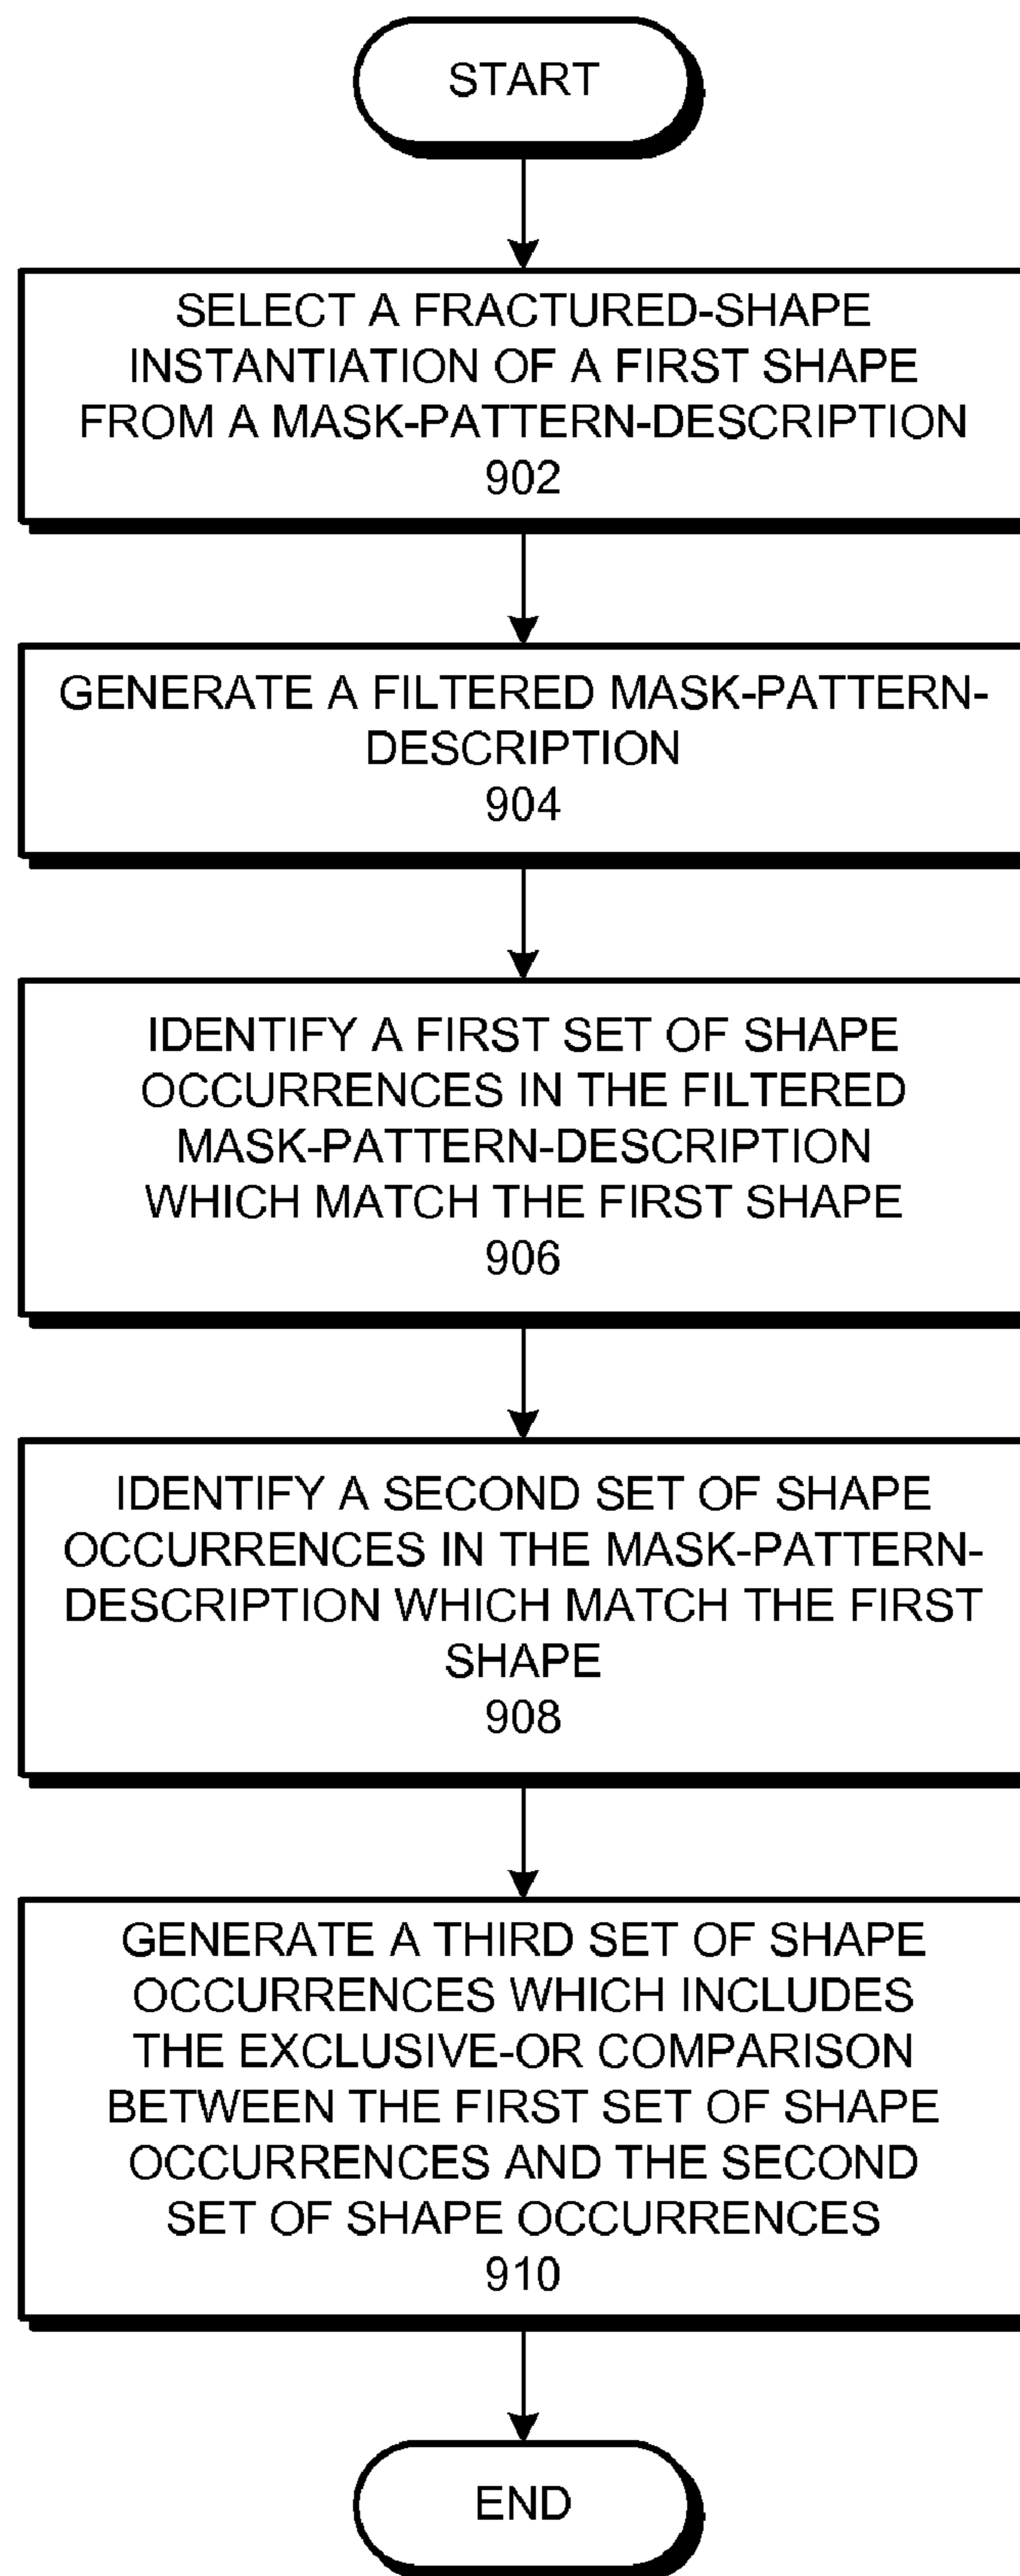 START
SELECT A FRACTURED-SHAPE
INSTANTIATION OF A FIRST SHAPE
FROM A MASK-PATTERN-DESCRIPTION
902
GENERATE A FILTERED MASK-PATTERN-
DESCRIPTION
904
IDENTIFY A FIRST SET OF SHAPE
OCCURRENCES IN THE FILTERED
MASK-PATTERN-DESCRIPTION
WHICH MATCH THE FIRST SHAPE
906
IDENTIFY A SECOND SET OF SHAPE
OCCURRENCES IN THE MASK-PATTERN-
DESCRIPTION WHICH MATCH THE FIRST
SHAPE
908
GENERATE A THIRD SET OF SHAPE
OCCURRENCES WHICH INCLUDES
THE EXCLUSIVE-OR COMPARISON
BETWEEN THE FIRST SET OF SHAPE
OCCURRENCES AND THE SECOND
SET OF SHAPE OCCURRENCES
910
END